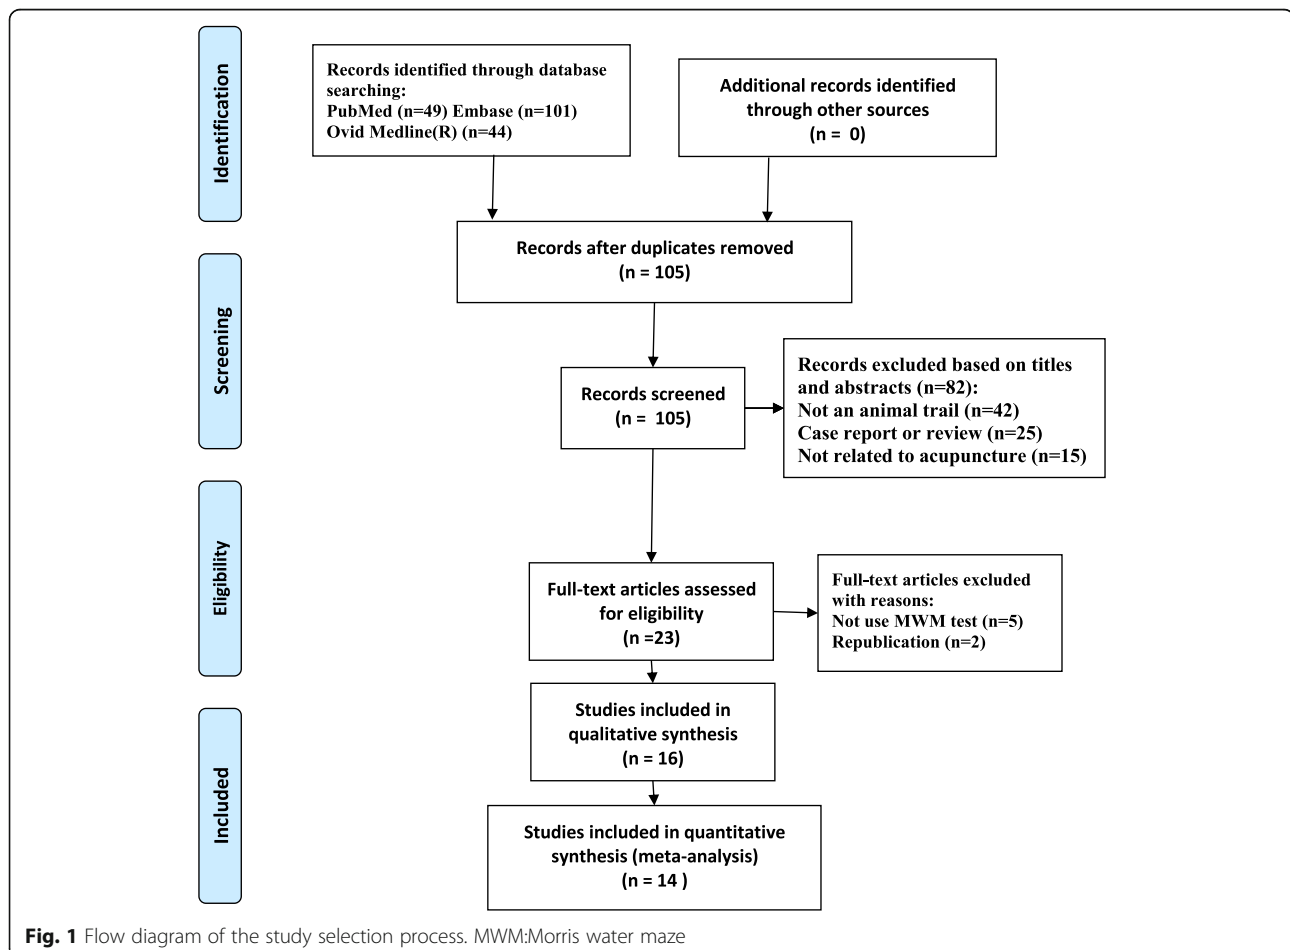 Identification
Records identified through database
searching:
PubMed (n=49) Embase (n=101)
Ovid Medline(R) (n=44)
Additional records identified
through other sources
(n = 0)
Records after duplicates removed
(n = 105)
Screening
Records screened
(n = 105)
Records excluded based on titles
and abstracts (n=82):
Not an animal trail (n=42)
Case report or review (n=25)
Not related to acupuncture (n=15)
Eligibility
Full-text articles assessed
for eligibility
(n =23)
Full-text articles excluded
with reasons:
Not use MWM test (n=5)
Republication (n=2)
Studies included in
qualitative synthesis
(n = 16)
Included
Studies included in quantitative
synthesis (meta-analysis)
(n = 14 )
Fig. 1 Flow diagram of the study selection process. MWM:Morris water maze